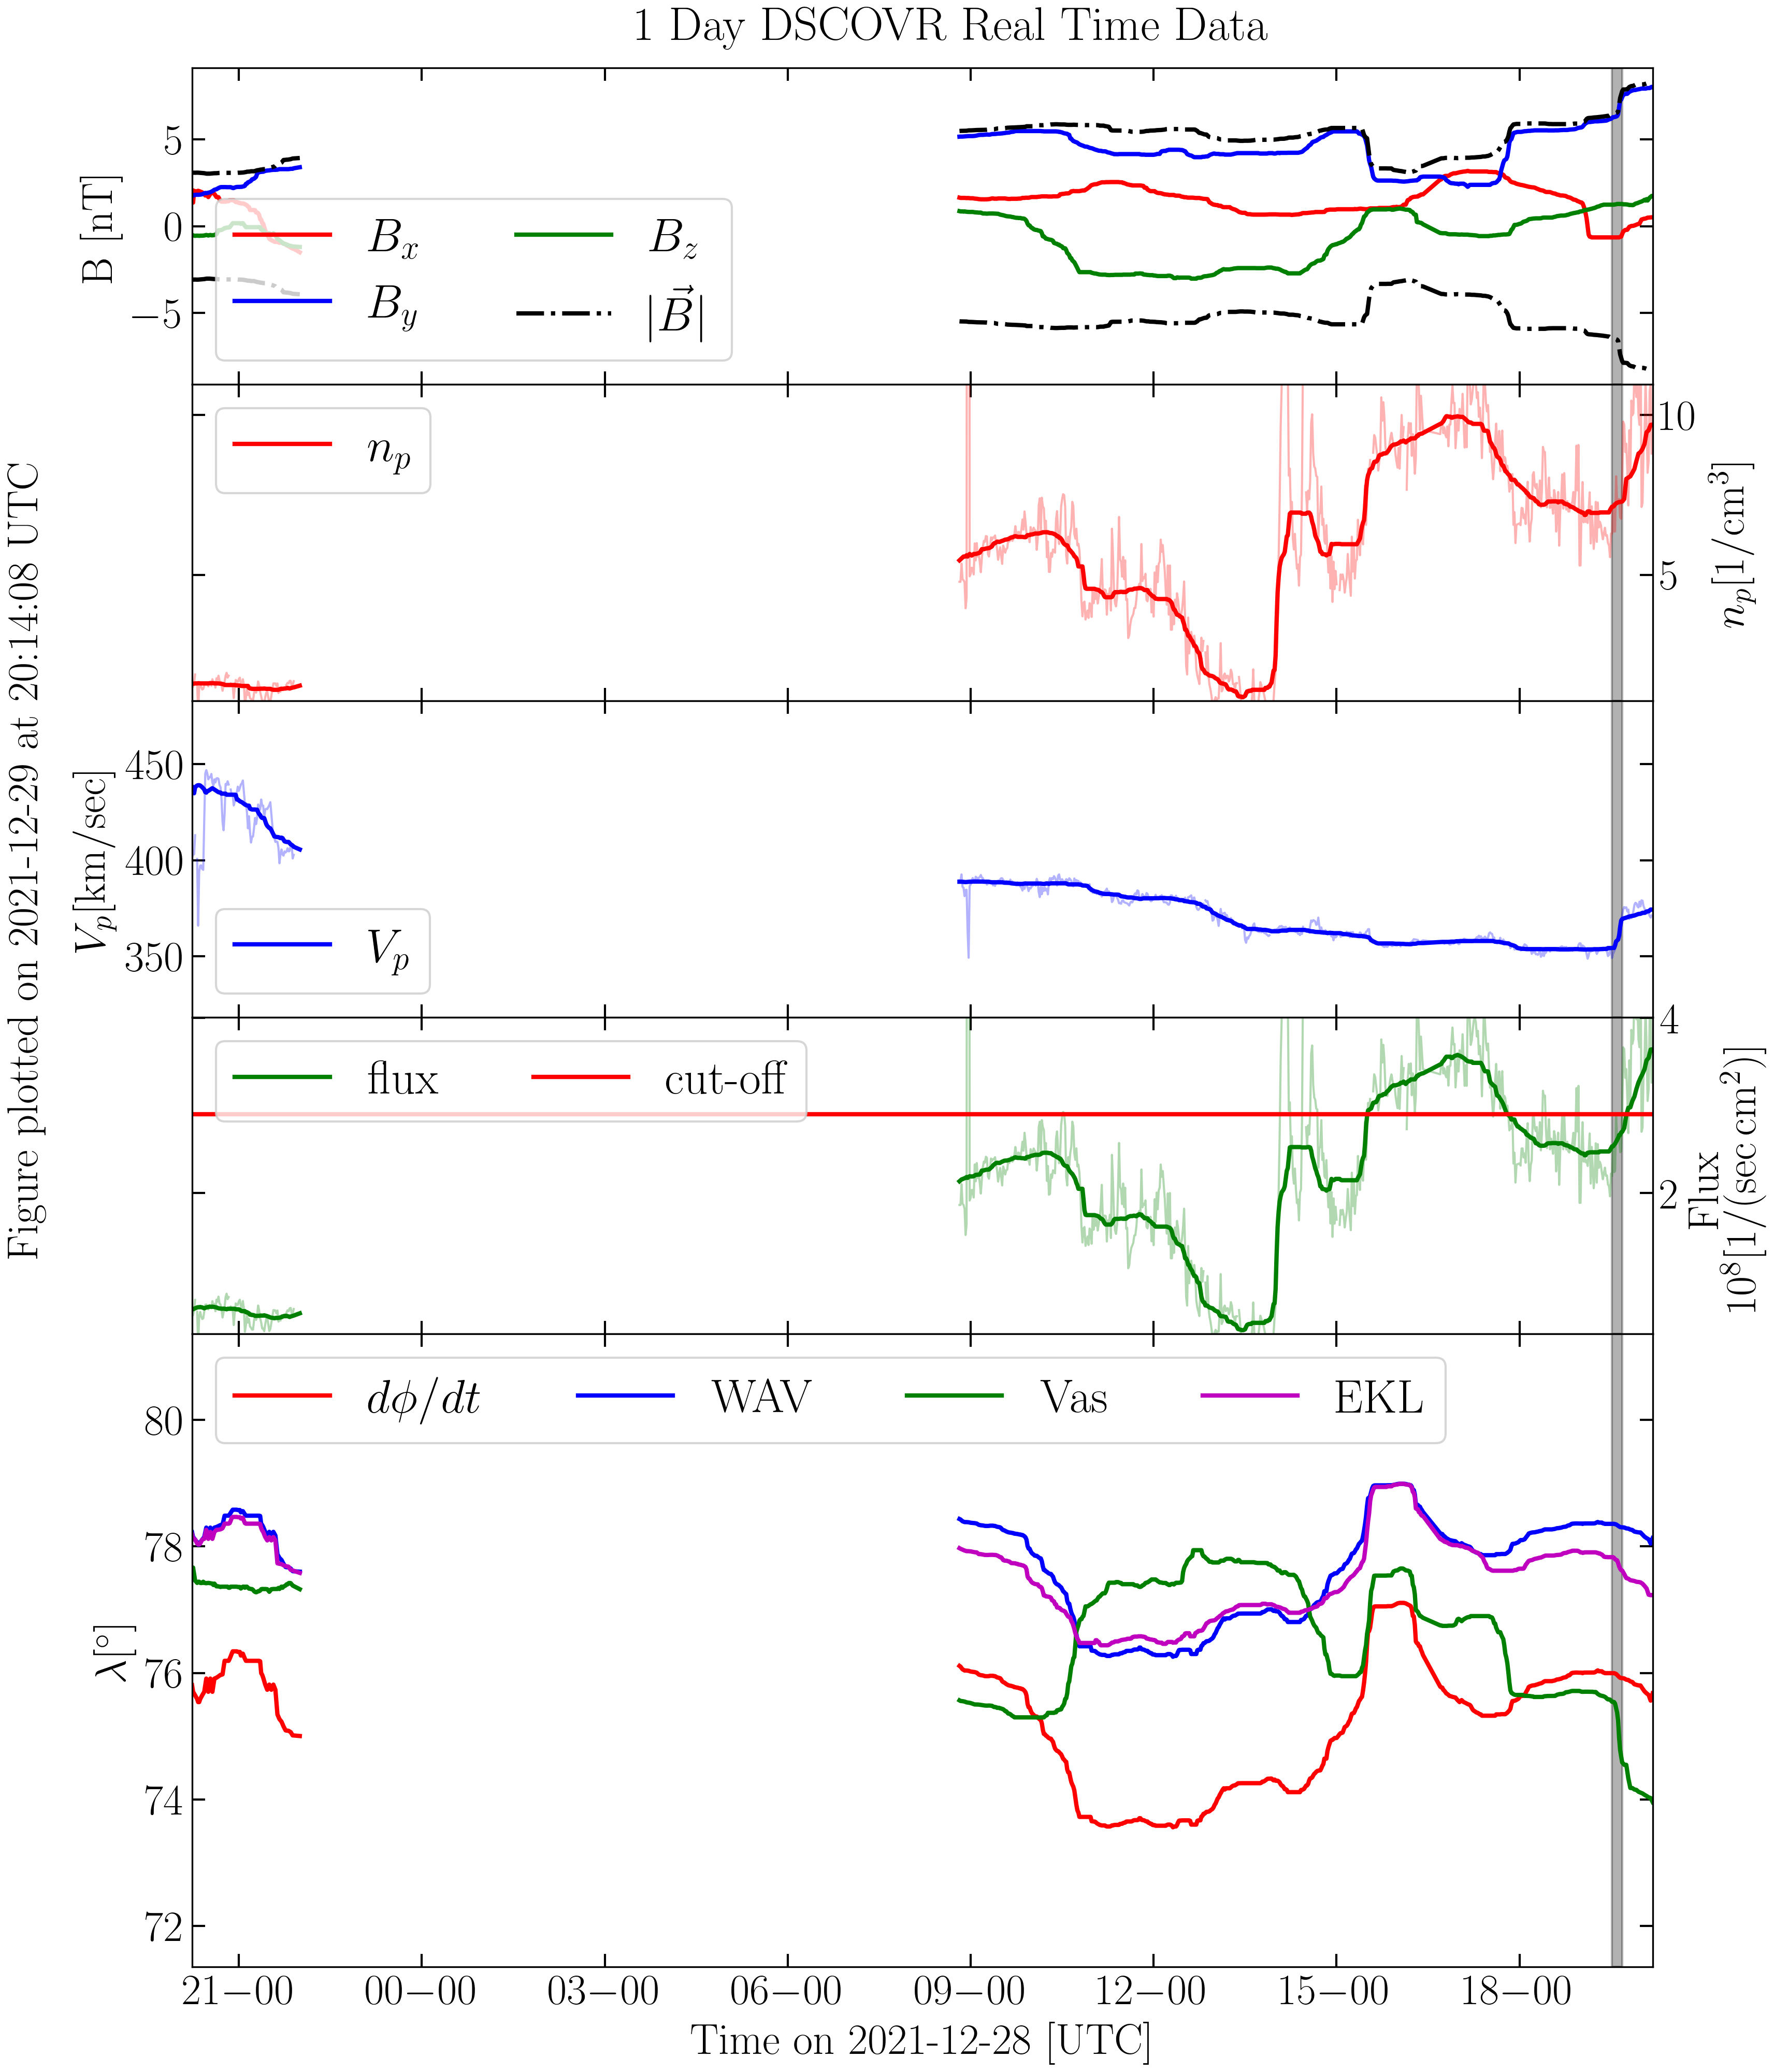 1 Day DSCOVR Real Time Data
Figure plotted on 2021-12-29 at 20:14:08 UTC
B [nT]
5
0
−5
B_x
B_z
B_y
|B⃗|
n_p
10
5
n_p[1/cm³]
V_p[km/sec]
450
400
350
V_p
flux
cut-off
4
2
Flux
10⁸[1/(sec cm²)]
dϕ/dt
WAV
Vas
EKL
λ[°]
80
78
76
74
72
21−00
00−00
03−00
06−00
09−00
12−00
15−00
18−00
Time on 2021-12-28 [UTC]